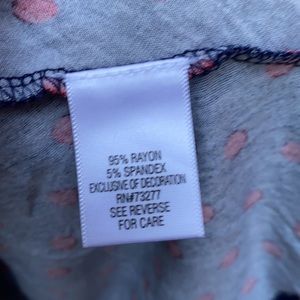 95% RAYON
5% SPANDEX
EXCLUSIVE OF DECORATION
RN#73277
SEE REVERSE
FOR CARE